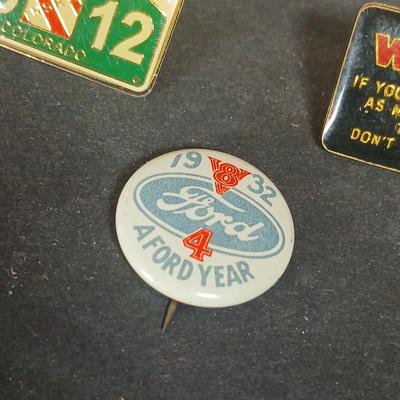 12
COLORADO
W
IF YOU
AS M
DON'T
19 V8 32
Ford
4
A FORD YEAR